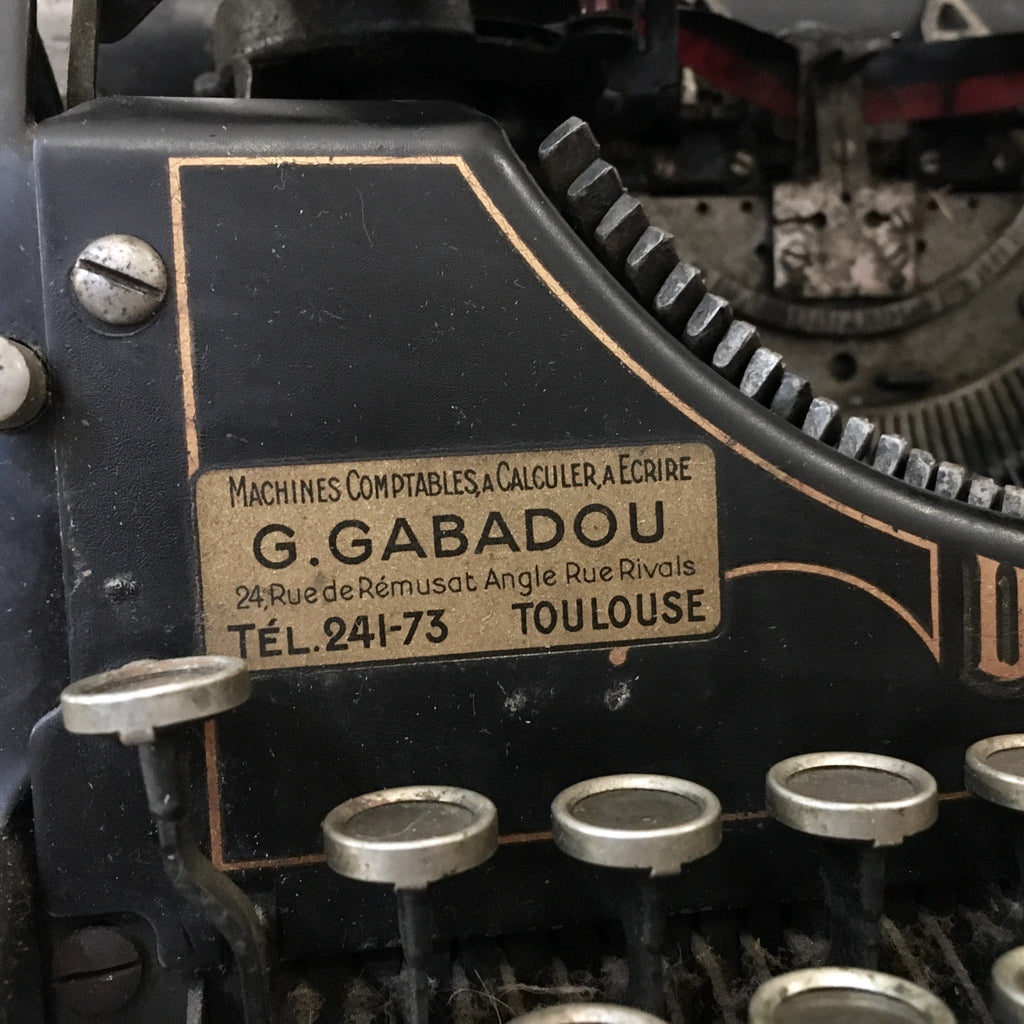 MACHINES COMPTABLES, A CALCULER, A ECRIRE
G. GABADOU
24, Rue de Rémusat Angle Rue Rivals
TÉL. 241-73 TOULOUSE